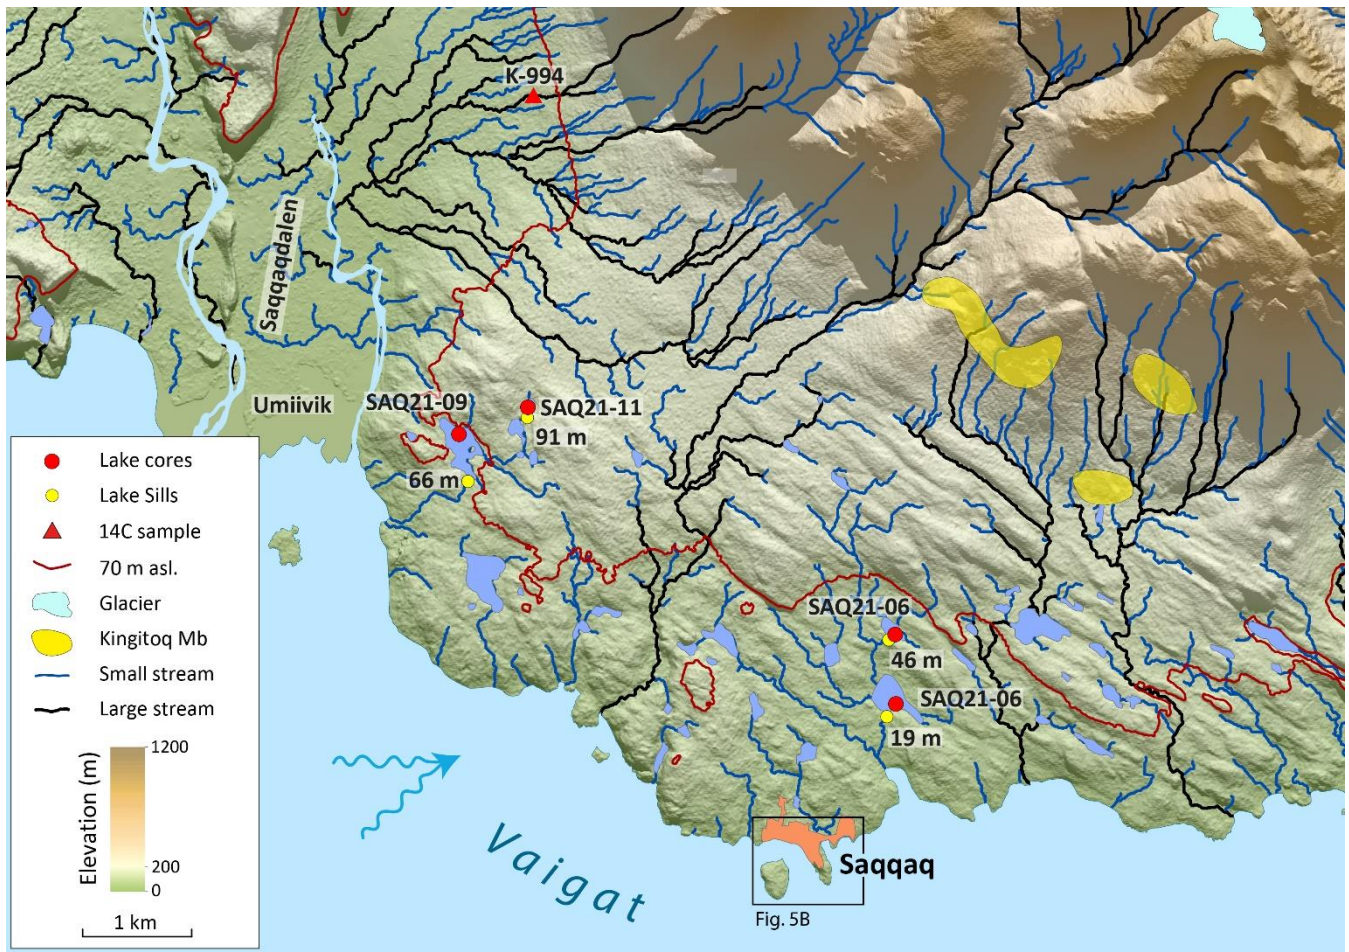 K-994
Saqqaqdalen
Umiivik
SAQ21-09
SAQ21-11
91 m
66 m
SAQ21-06
46 m
SAQ21-06
19 m
Vaigat
Saqqaq
Fig. 5B
Lake cores
Lake Sills
14C sample
70 m asl.
Glacier
Kingitoq Mb
Small stream
Large stream
Elevation (m)
1200
200
0
1 km